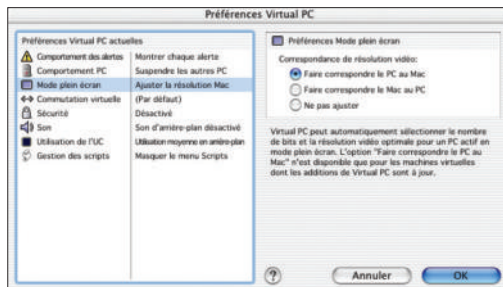 Préférences Virtual PC
Préférences Virtual PC actuelles
Comportement des alertes Montrer chaque alerte
Comportement PC Suspendre les autres PC
Mode plein écran Ajuster la résolution Mac
Commutation virtuelle (Par défaut)
Sécurité Désactivé
Son Son d'arrière-plan désactivé
Utilisation de l'UC Utilisation moyenne en arrière-plan
Gestion des scripts Masquer le menu Scripts
Préférences Mode plein écran
Correspondance de résolution vidéo:
Faire correspondre le PC au Mac
Faire correspondre le Mac au PC
Ne pas ajuster
Virtual PC peut automatiquement sélectionner le nombre
de bits et la résolution vidéo optimale pour un PC actif en
mode plein écran. L'option "Faire correspondre le PC au
Mac" n'est disponible que pour les machines virtuelles
dont les additions de Virtual PC sont à jour.
?
Annuler
OK